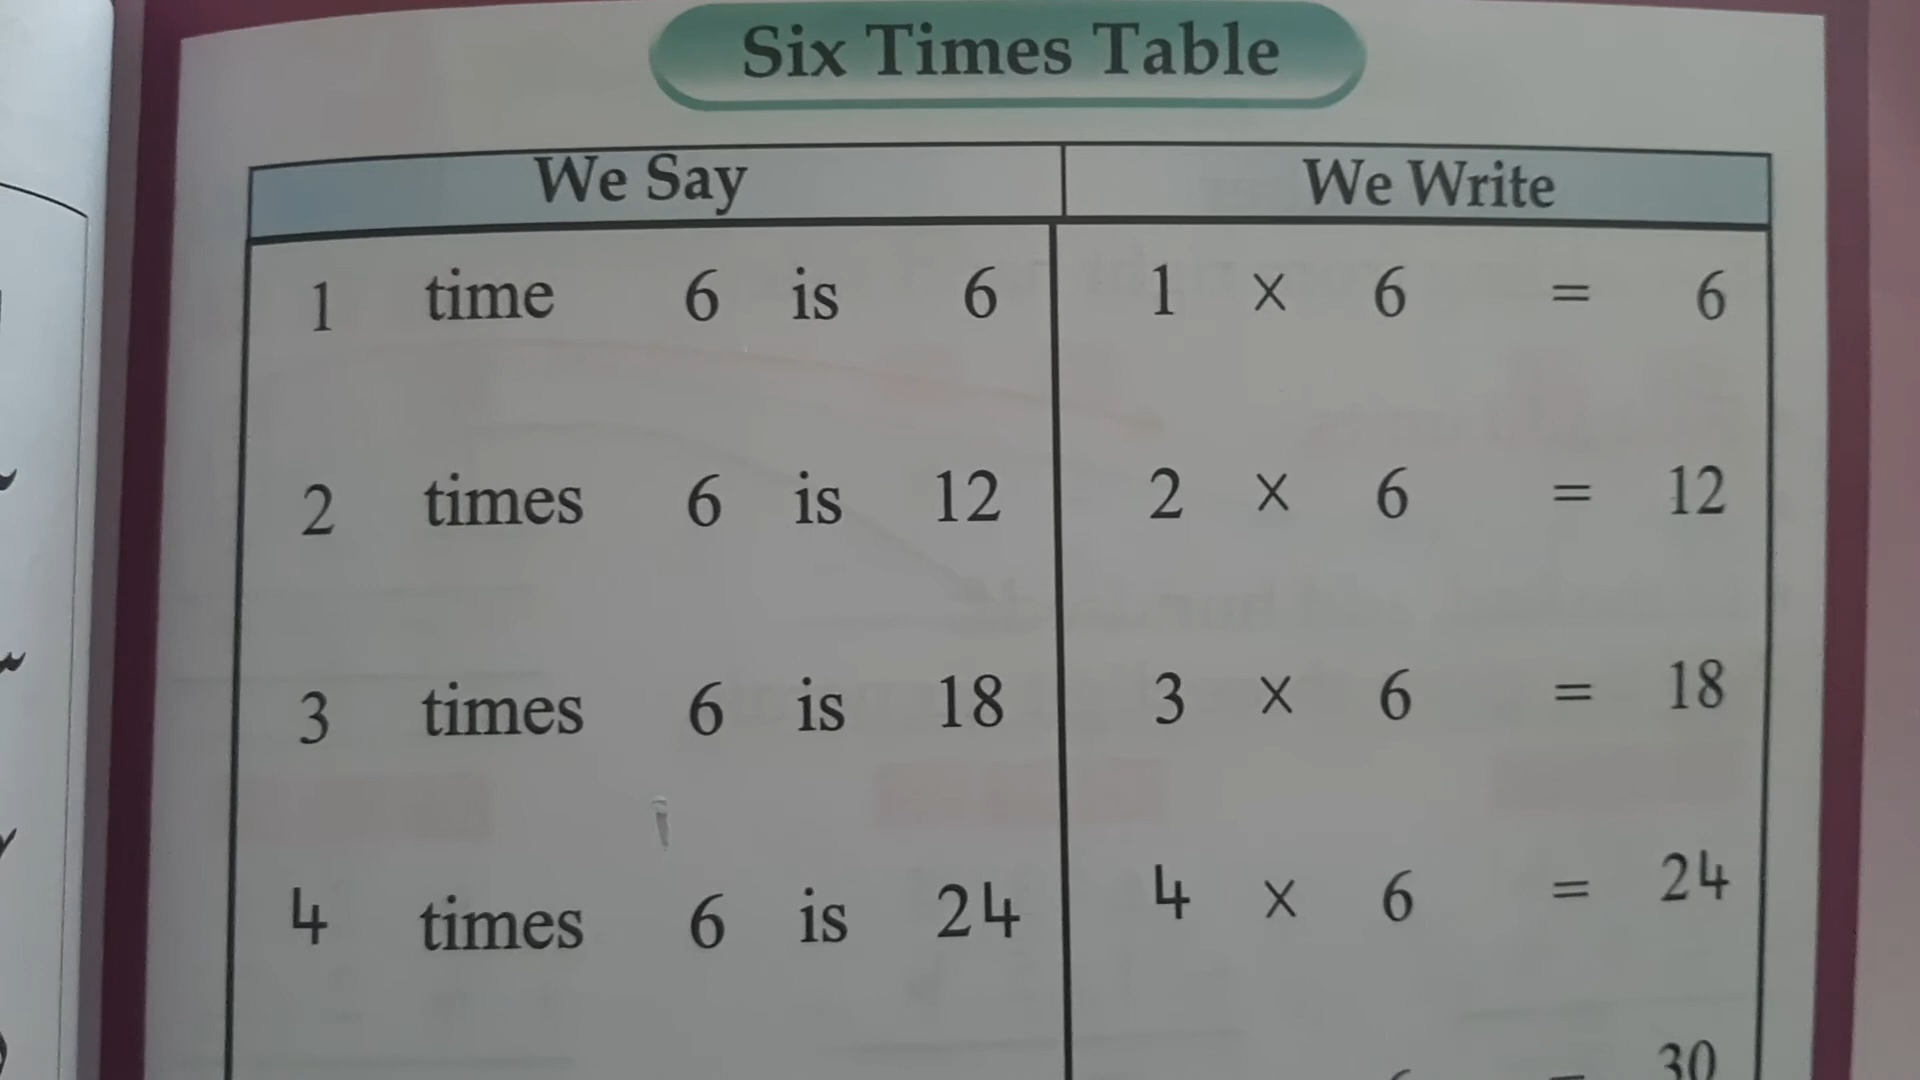 Six Times Table
We Say We Write
1 time 6 is 6 1 × 6 = 6
2 times 6 is 12 2 × 6 = 12
3 times 6 is 18 3 × 6 = 18
4 times 6 is 24 4 × 6 = 24
30